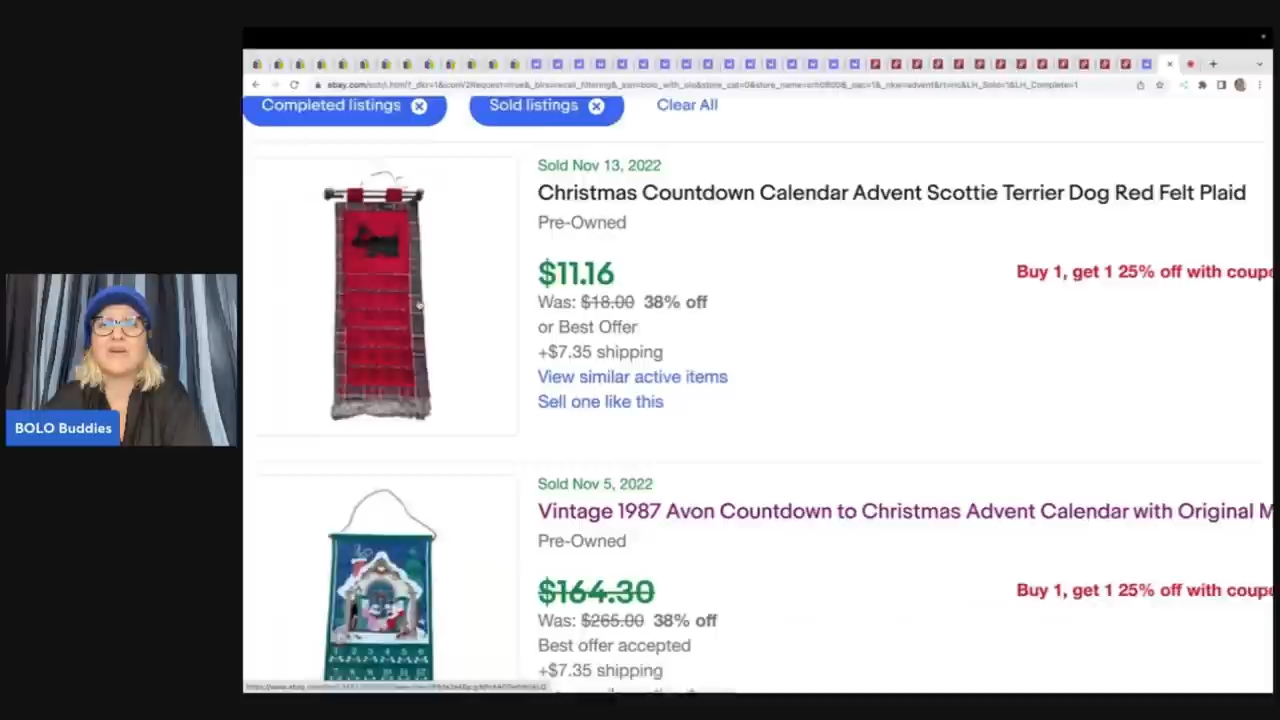 Completed listings
Sold listings
Clear All
Sold Nov 13, 2022
Christmas Countdown Calendar Advent Scottie Terrier Dog Red Felt Plaid
Pre-Owned
$11.16
Buy 1, get 1 25% off with coupo
Was: $18.00 38% off
or Best Offer
+$7.35 shipping
View similar active items
Sell one like this
BOLO Buddies
Sold Nov 5, 2022
Vintage 1987 Avon Countdown to Christmas Advent Calendar with Original M
Pre-Owned
$164.30
Buy 1, get 1 25% off with coupo
Was: $265.00 38% off
Best offer accepted
+$7.35 shipping